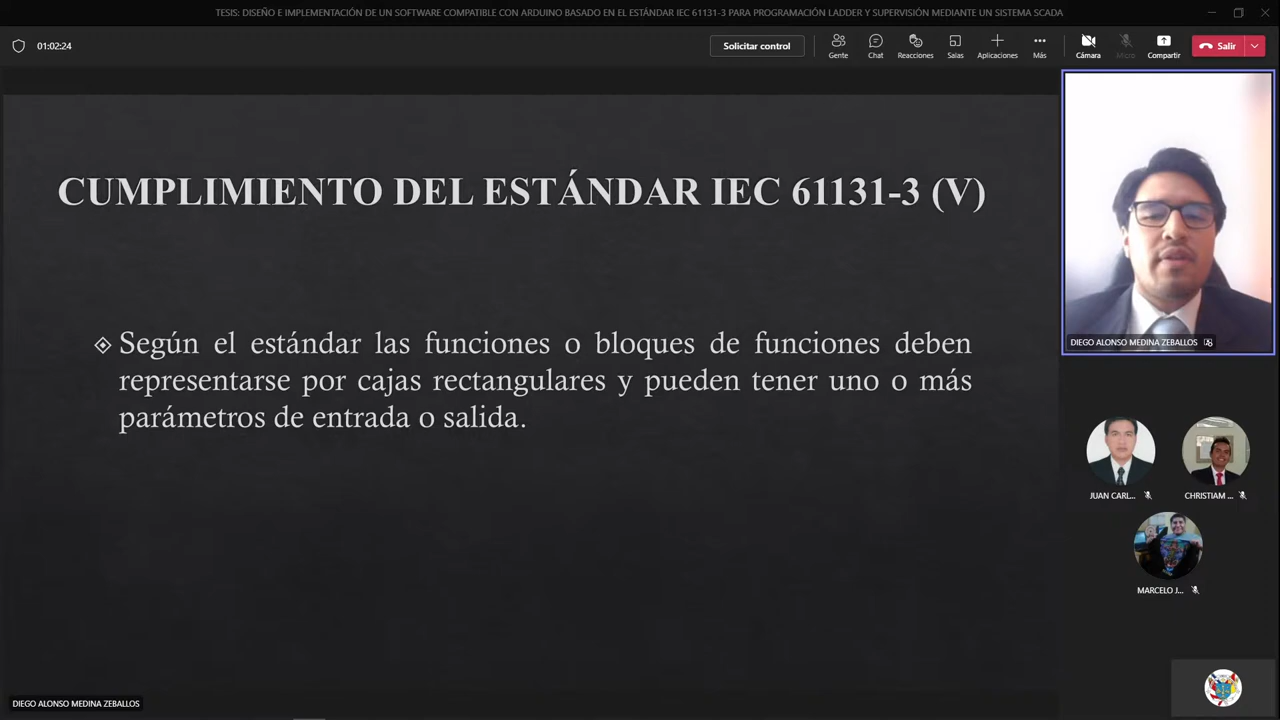 TESIS: DISEÑO E IMPLEMENTACIÓN DE UN SOFTWARE COMPATIBLE CON ARDUINO BASADO EN EL ESTÁNDAR IEC 61131-3 PARA PROGRAMACIÓN LADDER Y SUPERVISIÓN MEDIANTE UN SISTEMA SCADA
01:02:24
Solicitar control
Gente
Chat
Reacciones
Salas
Aplicaciones
Más
Cámara
Micro
Compartir
Salir
CUMPLIMIENTO DEL ESTÁNDAR IEC 61131-3 (V)
Según el estándar las funciones o bloques de funciones deben
representarse por cajas rectangulares y pueden tener uno o más
parámetros de entrada o salida.
DIEGO ALONSO MEDINA ZEBALLOS
JUAN CARL...
CHRISTIAM ...
MARCELO J...
DIEGO ALONSO MEDINA ZEBALLOS